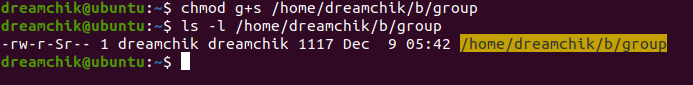 dreamchik@ubuntu:~$ chmod g+s /home/dreamchik/b/group
dreamchik@ubuntu:~$ ls -l /home/dreamchik/b/group
-rw-r-Sr-- 1 dreamchik dreamchik 1117 Dec  9 05:42 /home/dreamchik/b/group
dreamchik@ubuntu:~$